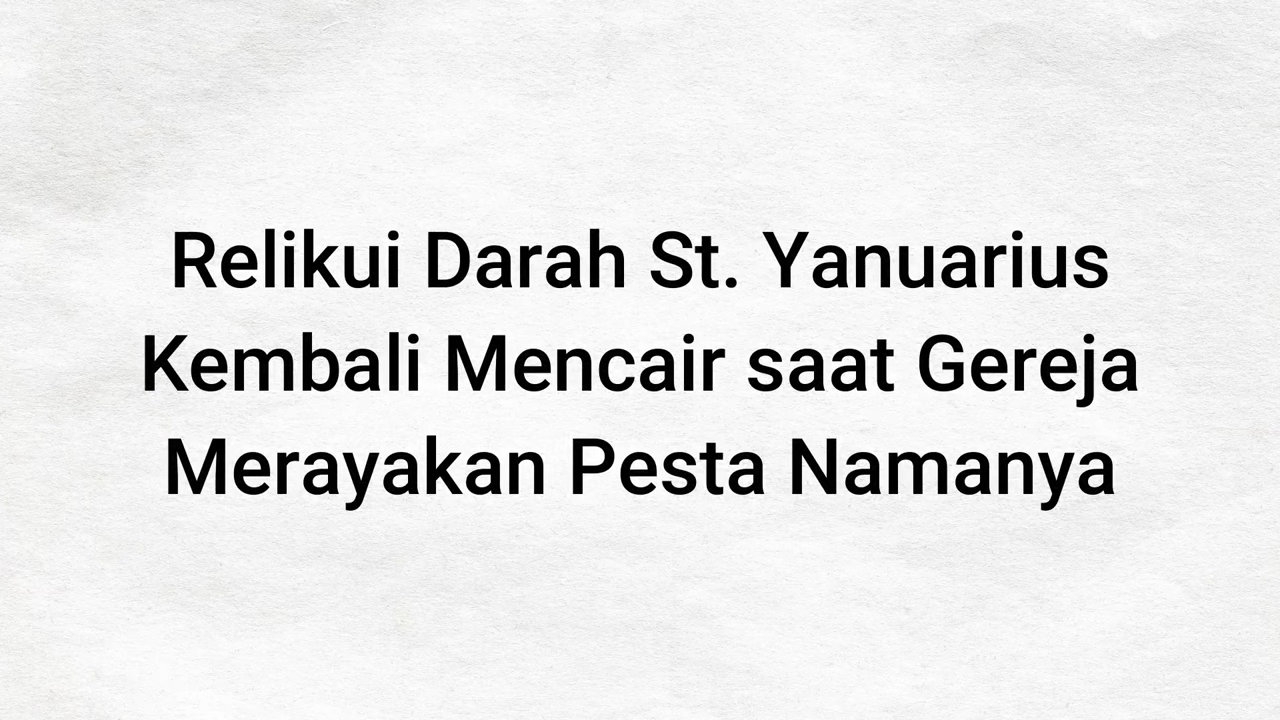 Relikui Darah St. Yanuarius
Kembali Mencair saat Gereja
Merayakan Pesta Namanya